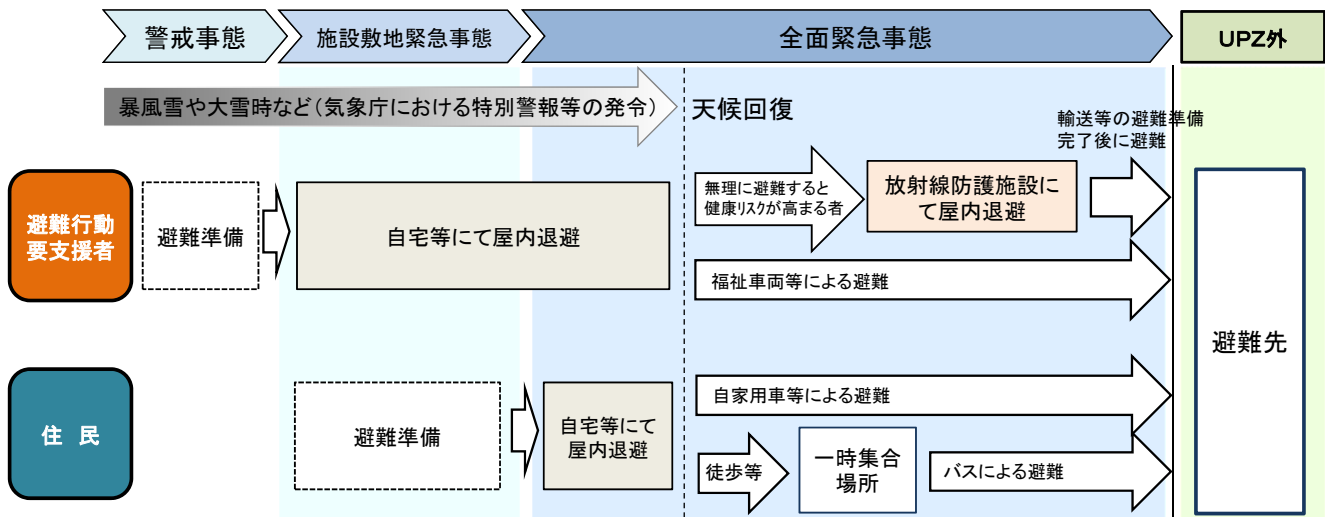 警戒事態
施設敷地緊急事態
全面緊急事態
UPZ外
暴風雪や大雪時など(気象庁における特別警報等の発令)
天候回復
輸送等の避難準備
完了後に避難
避難行動
要支援者
避難準備
自宅等にて屋内退避
無理に避難すると
健康リスクが高まる者
放射線防護施設に
て屋内退避
福祉車両等による避難
避難先
住 民
避難準備
自宅等にて
屋内退避
自家用車等による避難
徒歩等
一時集合
場所
バスによる避難